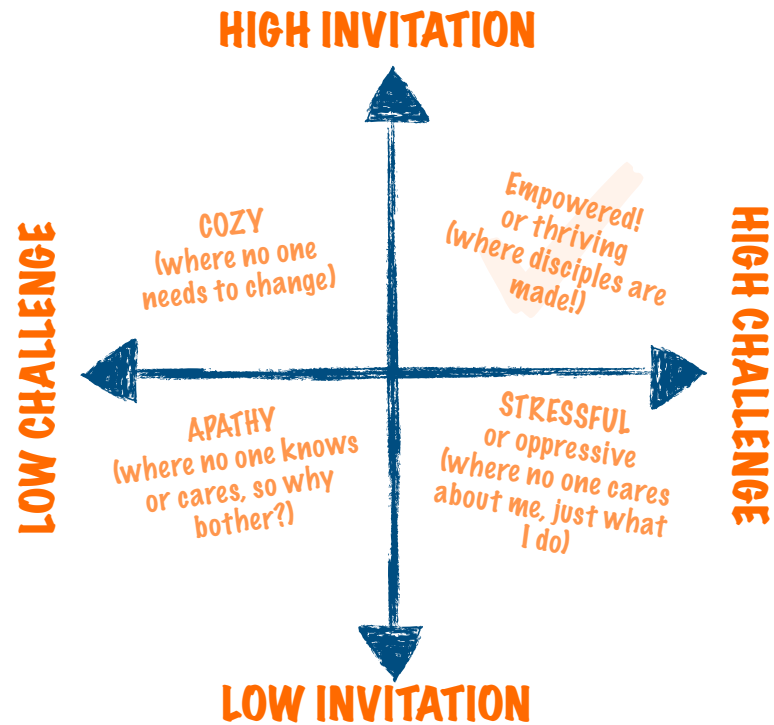 HIGH INVITATION
COZY
(where no one
needs to change)
Empowered!
or thriving
(where disciples are
made!)
LOW CHALLENGE
HIGH CHALLENGE
APATHY
(where no one knows
or cares, so why
bother?)
STRESSFUL
or oppressive
(where no one cares
about me, just what
I do)
LOW INVITATION